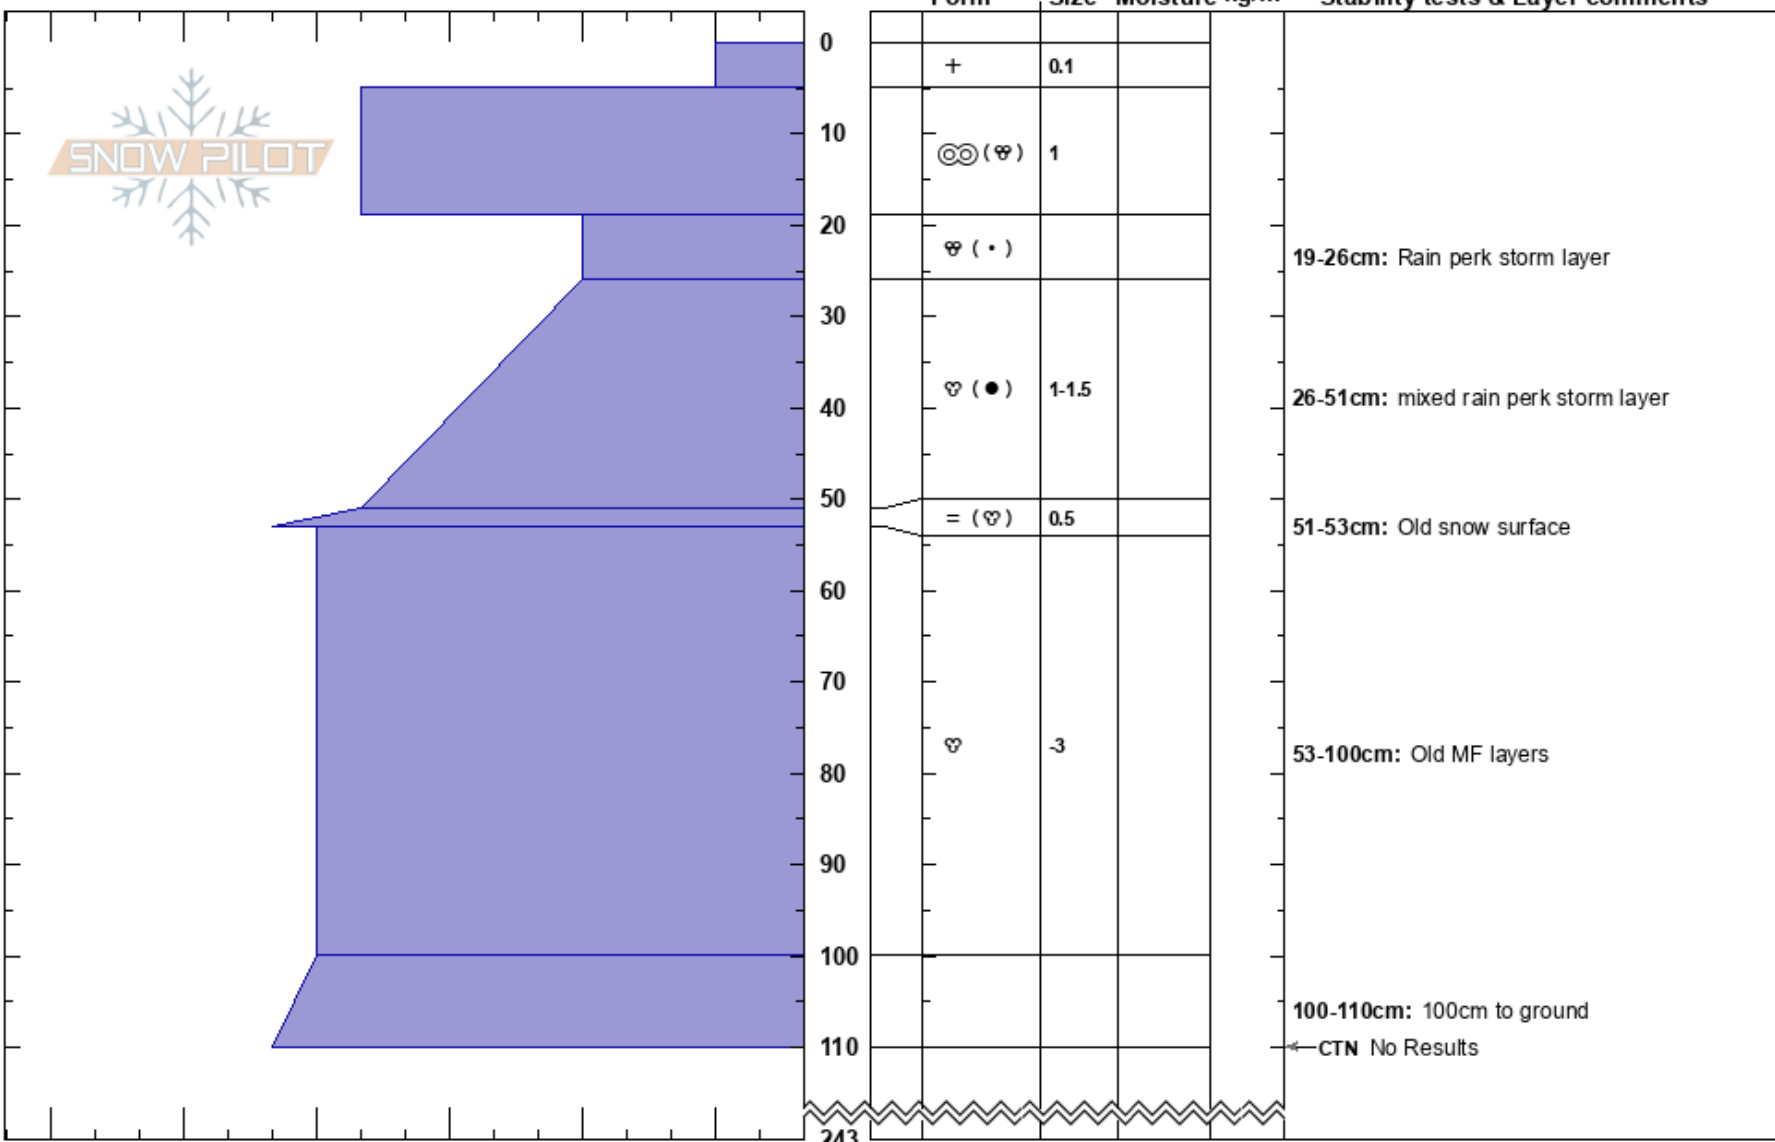 Form Size Moisture Stability tests & Layer comments
0
+ 0.1
SNOW PILOT
10
( ) 1
20
( • )
19-26cm: Rain perk storm layer
30
( ● ) 1-1.5
26-51cm: mixed rain perk storm layer
40
50
= ( ) 0.5
51-53cm: Old snow surface
60
70
-3
53-100cm: Old MF layers
80
90
100
100-110cm: 100cm to ground
110
CTN No Results
243